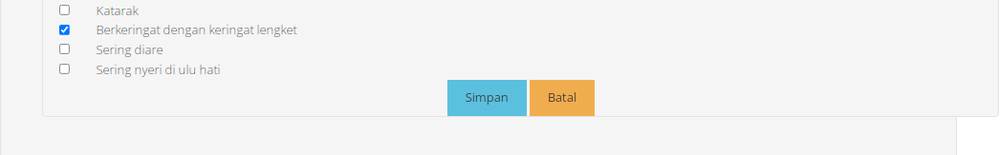 Katarak
Berkeringat dengan keringat lengket
Sering diare
Sering nyeri di ulu hati
Simpan Batal